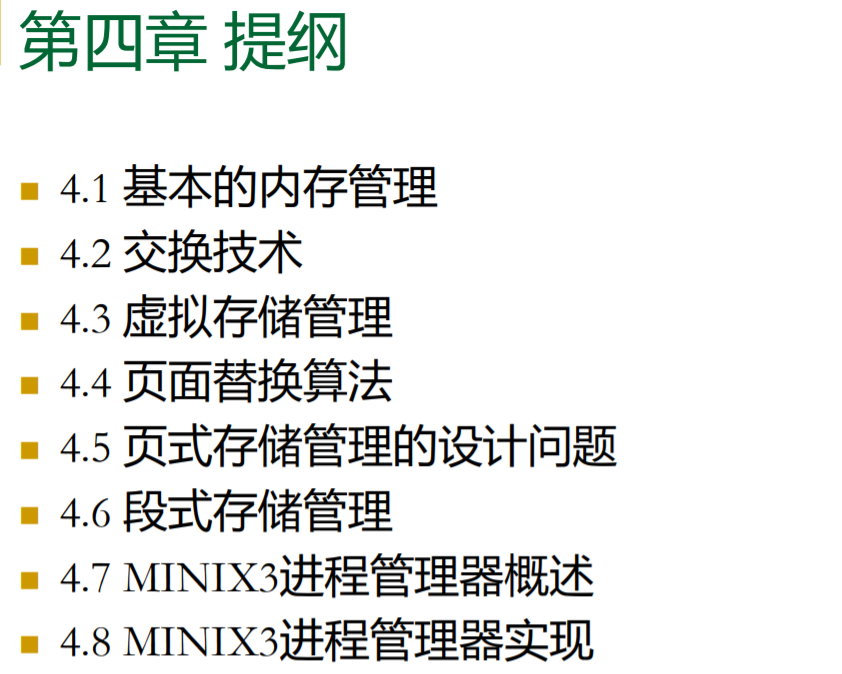 第四章 提纲
4.1 基本的内存管理
4.2 交换技术
4.3 虚拟存储管理
4.4 页面替换算法
4.5 页式存储管理的设计问题
4.6 段式存储管理
4.7 MINIX3进程管理器概述
4.8 MINIX3进程管理器实现